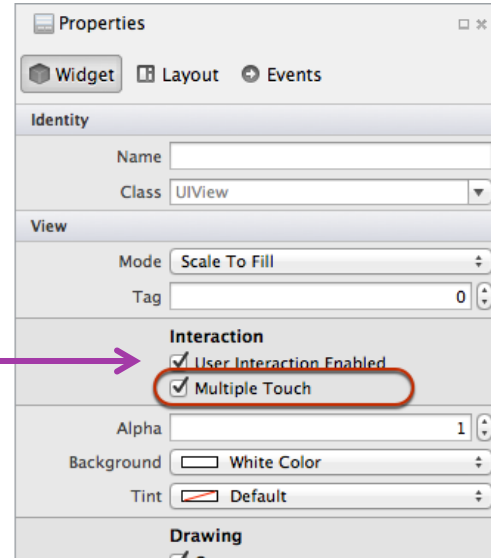 Properties
Widget Layout Events
Identity
Name
Class UIView
View
Mode Scale To Fill
Tag 0
Interaction
User Interaction Enabled
Multiple Touch
Alpha 1
Background White Color
Tint Default
Drawing